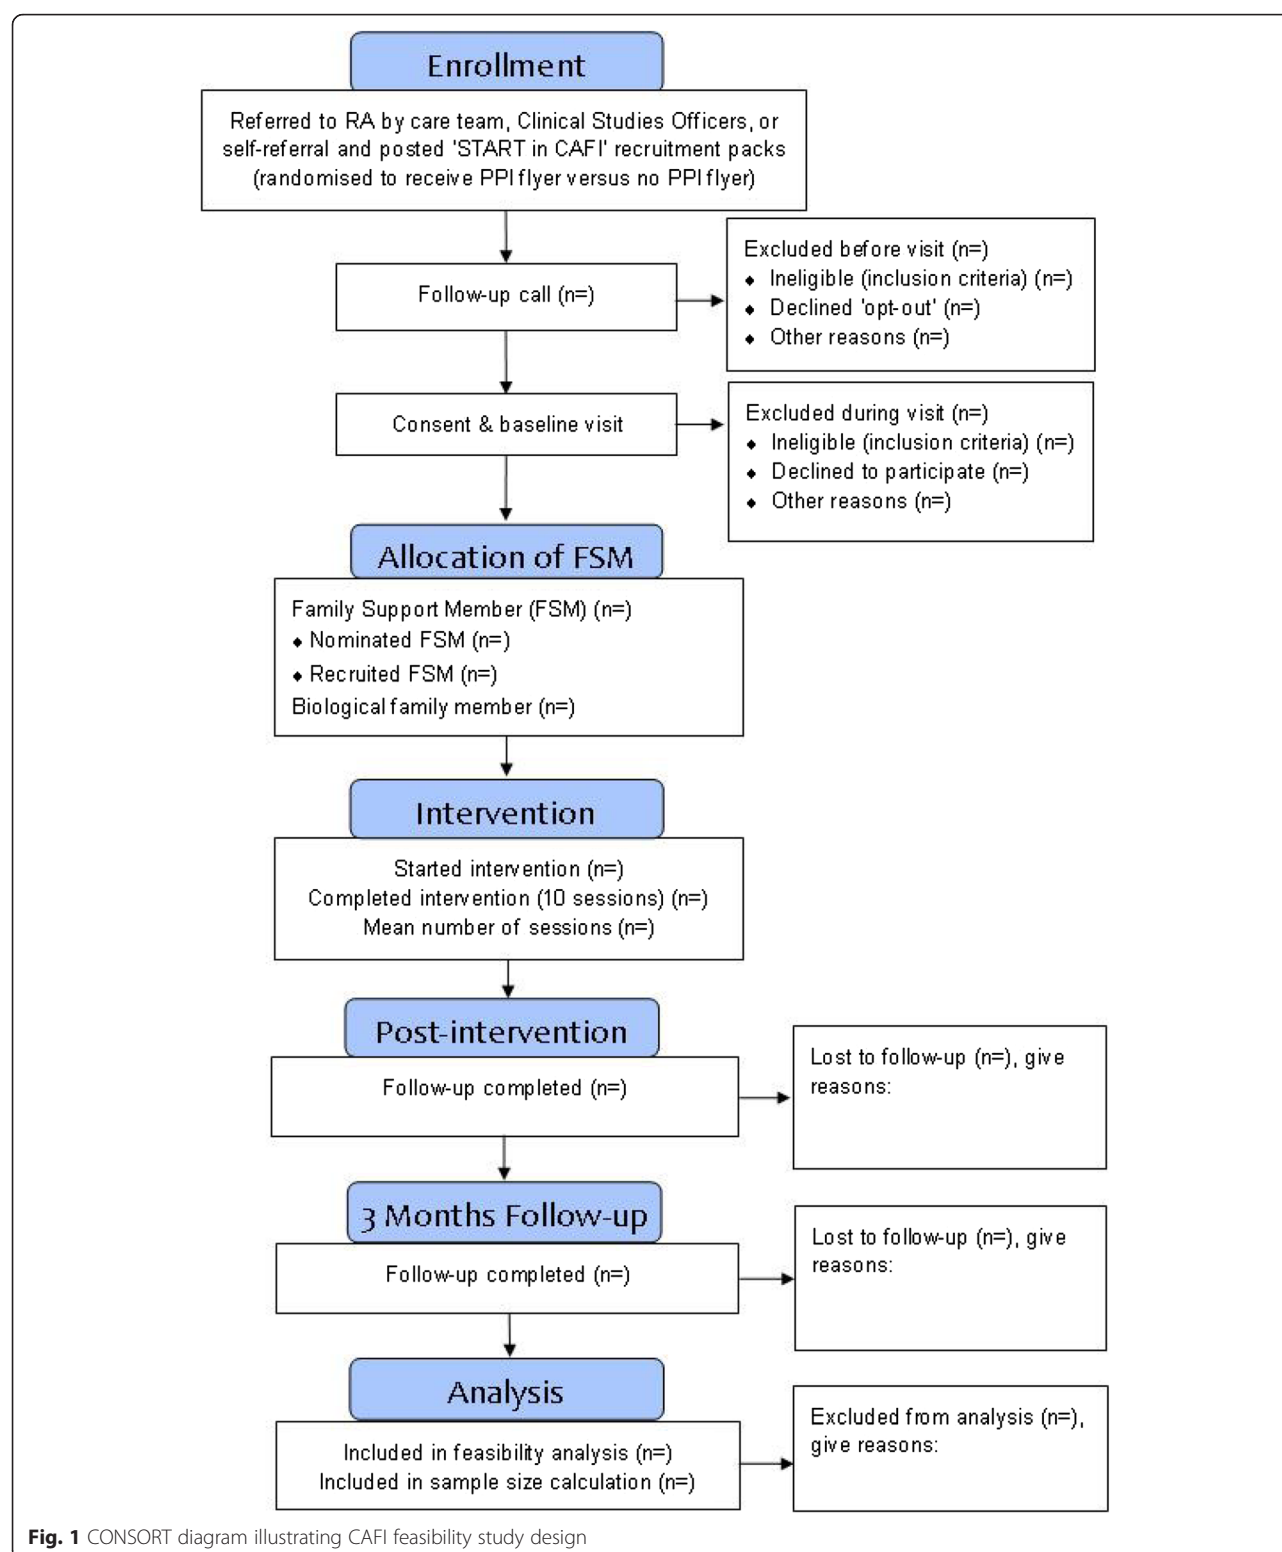 Enrollment
Referred to RA by care team, Clinical Studies Officers, or
self-referral and posted 'START in CAFI' recruitment packs
(randomised to receive PPI flyer versus no PPI flyer)
Follow-up call (n=)
Excluded before visit (n=)
♦ Ineligible (inclusion criteria) (n=)
♦ Declined 'opt-out' (n=)
♦ Other reasons (n=)
Consent & baseline visit
Excluded during visit (n=)
♦ Ineligible (inclusion criteria) (n=)
♦ Declined to participate (n=)
♦ Other reasons (n=)
Allocation of FSM
Family Support Member (FSM) (n=)
♦ Nominated FSM (n=)
♦ Recruited FSM (n=)
Biological family member (n=)
Intervention
Started intervention (n=)
Completed intervention (10 sessions) (n=)
Mean number of sessions (n=)
Post-intervention
Follow-up completed (n=)
Lost to follow-up (n=), give
reasons:
3 Months Follow-up
Follow-up completed (n=)
Lost to follow-up (n=), give
reasons:
Analysis
Included in feasibility analysis (n=)
Included in sample size calculation (n=)
Excluded from analysis (n=),
give reasons:
Fig. 1 CONSORT diagram illustrating CAFI feasibility study design